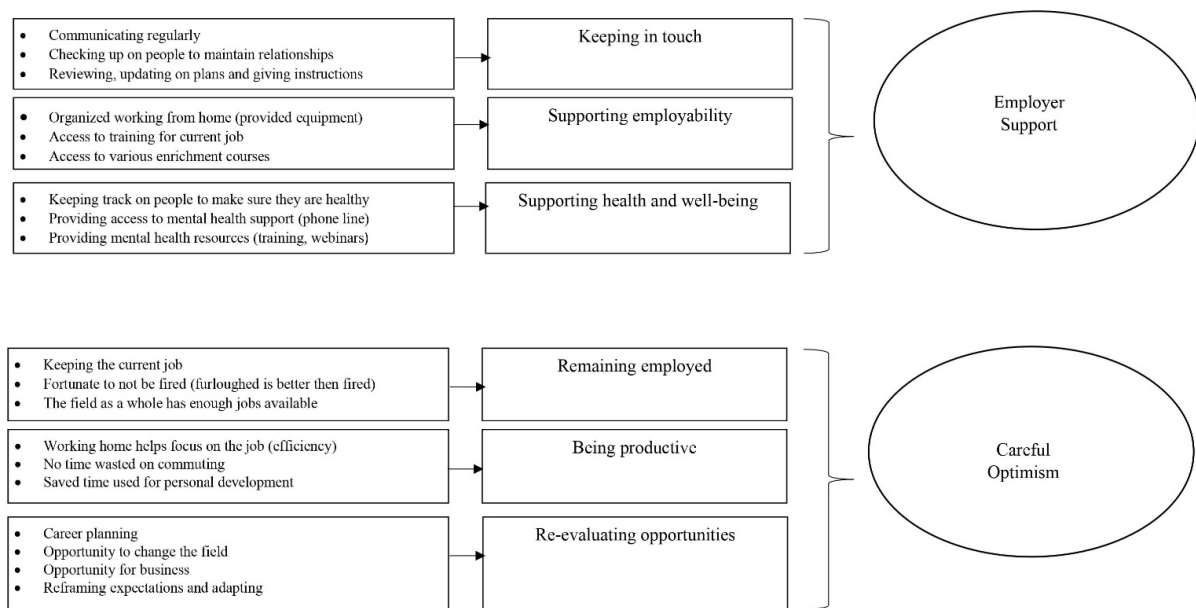 • Communicating regularly
• Checking up on people to maintain relationships
• Reviewing, updating on plans and giving instructions
Keeping in touch
• Organized working from home (provided equipment)
• Access to training for current job
• Access to various enrichment courses
Supporting employability
• Keeping track on people to make sure they are healthy
• Providing access to mental health support (phone line)
• Providing mental health resources (training, webinars)
Supporting health and well-being
Employer
Support
• Keeping the current job
• Fortunate to not be fired (furloughed is better then fired)
• The field as a whole has enough jobs available
Remaining employed
• Working home helps focus on the job (efficiency)
• No time wasted on commuting
• Saved time used for personal development
Being productive
• Career planning
• Opportunity to change the field
• Opportunity for business
• Reframing expectations and adapting
Re-evaluating opportunities
Careful
Optimism